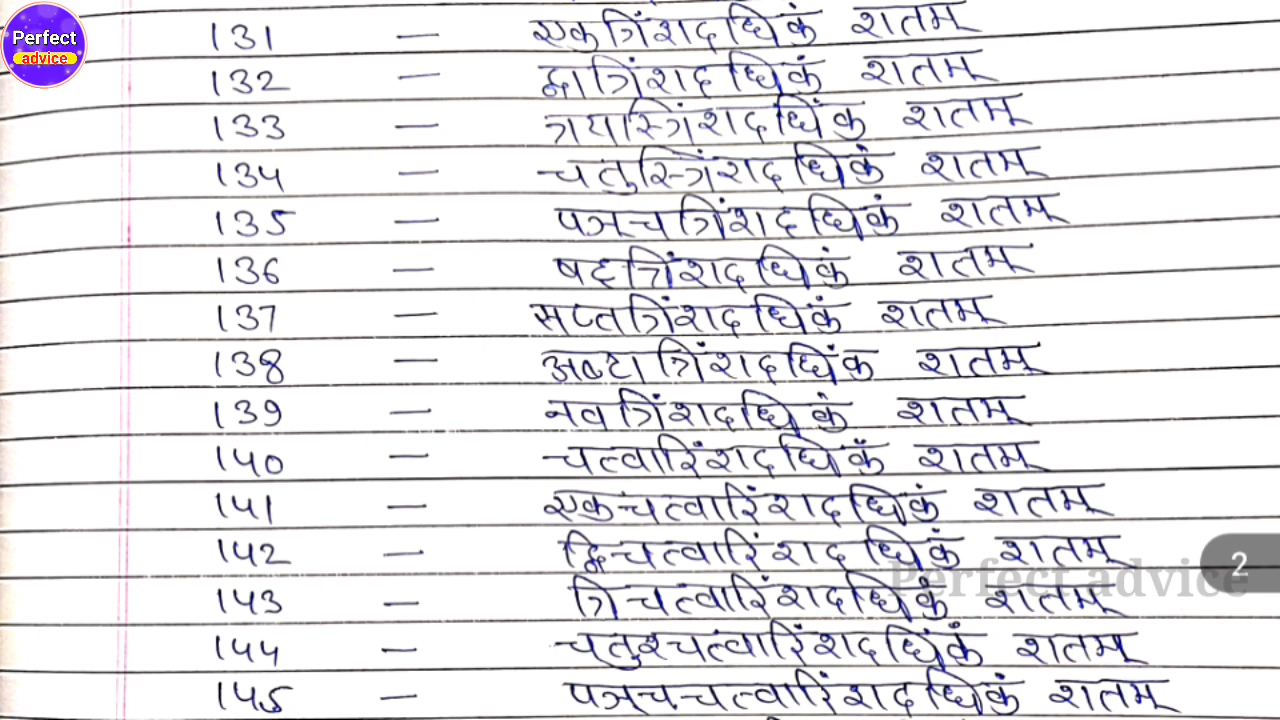 Perfect
advice
131 — एकत्रिंशदधिकं शतम्
132 — द्वात्रिंशदधिकं शतम्
133 — त्रयस्त्रिंशदधिंक शतम्
134 — चतुस्त्रिंशदधिकं शतम्
135 — पञ्चत्रिंशदधिकं शतम्
136 — षट्त्रिंशदधिकं शतम्
137 — सप्तत्रिंशदधिकं शतम्
138 — अष्टात्रिंशदधिंक शतम्
139 — नवत्रिंशदधिकं शतम्
140 — चत्वारिंशदधिकं शतम्
141 — एकचत्वारिंशदधिकं शतम्
142 — द्विचत्वारिंशदधिकं शतम्
143 — त्रिचत्वारिंशदधिकं शतम्
144 — चतुश्चत्वारिंशदधिंकं शतम्
145 — पञ्चचत्वारिंशदधिकं शतम्
Perfect advice
2